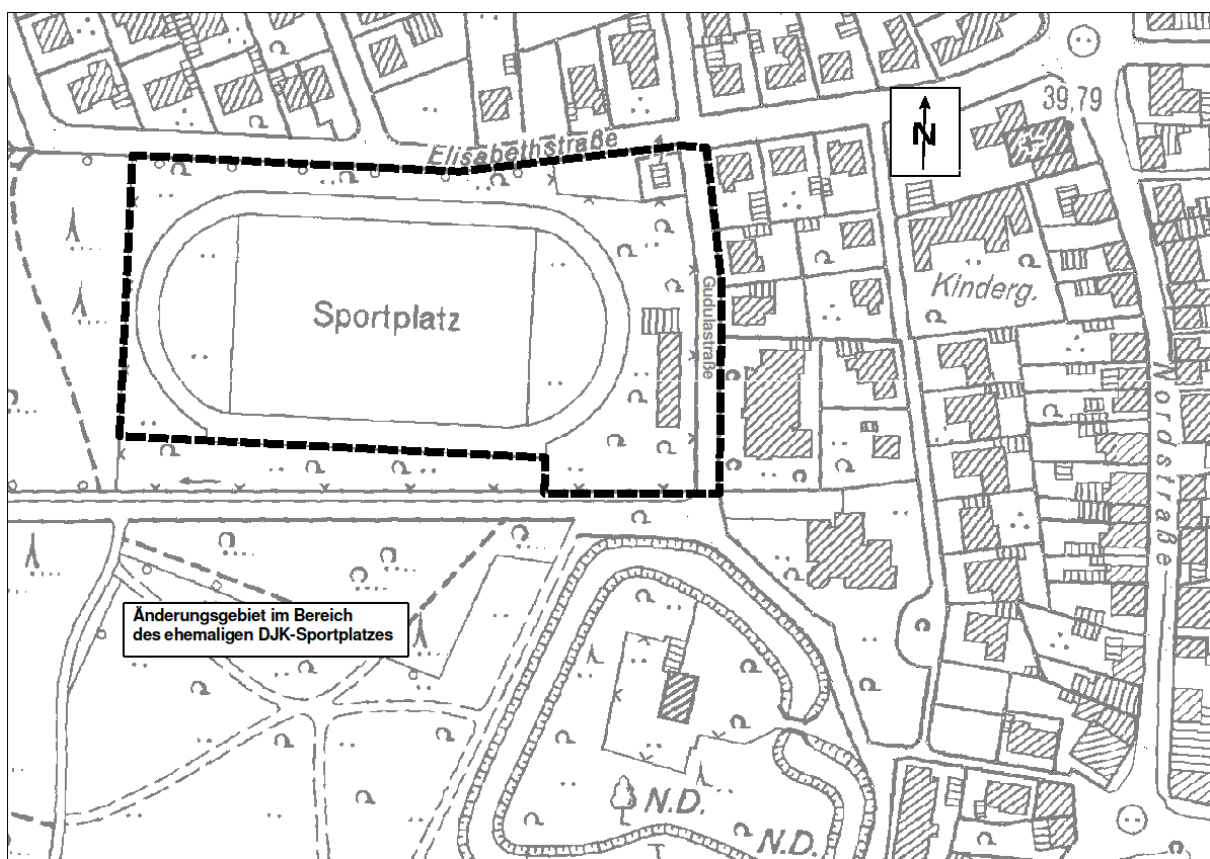 Elisabethstraße
39,79
N
Sportplatz
Gudulastraße
Kinderg.
Nordstraße
Änderungsgebiet im Bereich
des ehemaligen DJK-Sportplatzes
N.D.
N.D.